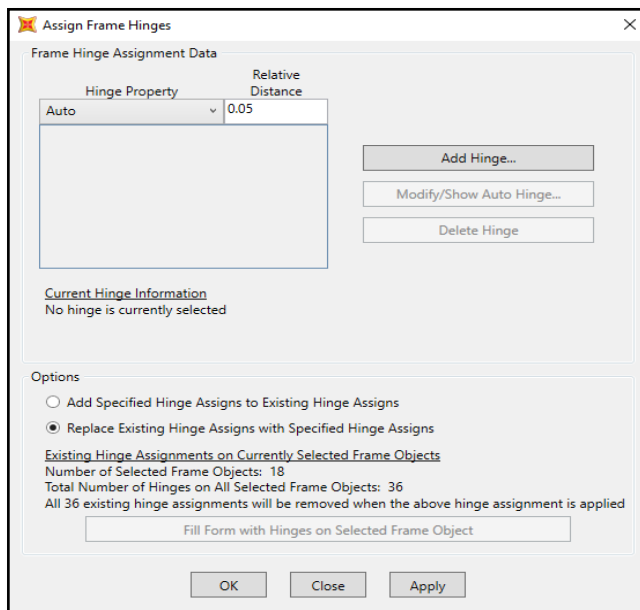 Assign Frame Hinges
Frame Hinge Assignment Data
Relative
Hinge Property Distance
Auto 0.05
Add Hinge...
Modify/Show Auto Hinge...
Delete Hinge
Current Hinge Information
No hinge is currently selected
Options
Add Specified Hinge Assigns to Existing Hinge Assigns
Replace Existing Hinge Assigns with Specified Hinge Assigns
Existing Hinge Assignments on Currently Selected Frame Objects
Number of Selected Frame Objects: 18
Total Number of Hinges on All Selected Frame Objects: 36
All 36 existing hinge assignments will be removed when the above hinge assignment is applied
Fill Form with Hinges on Selected Frame Object
OK Close Apply